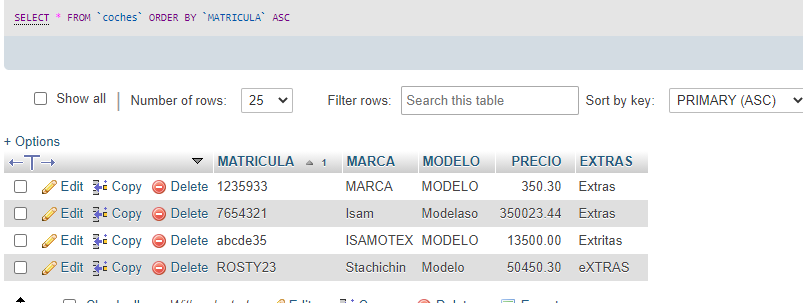 SELECT * FROM `coches` ORDER BY `MATRICULA` ASC
Show all Number of rows: 25 Filter rows: Search this table Sort by key: PRIMARY (ASC)
+ Options
MATRICULA 1 MARCA MODELO PRECIO EXTRAS
Edit Copy Delete 1235933 MARCA MODELO 350.30 Extras
Edit Copy Delete 7654321 Isam Modelaso 350023.44 Extras
Edit Copy Delete abcde35 ISAMOTEX MODELO 13500.00 Extritas
Edit Copy Delete ROSTY23 Stachichin Modelo 50450.30 eXTRAS